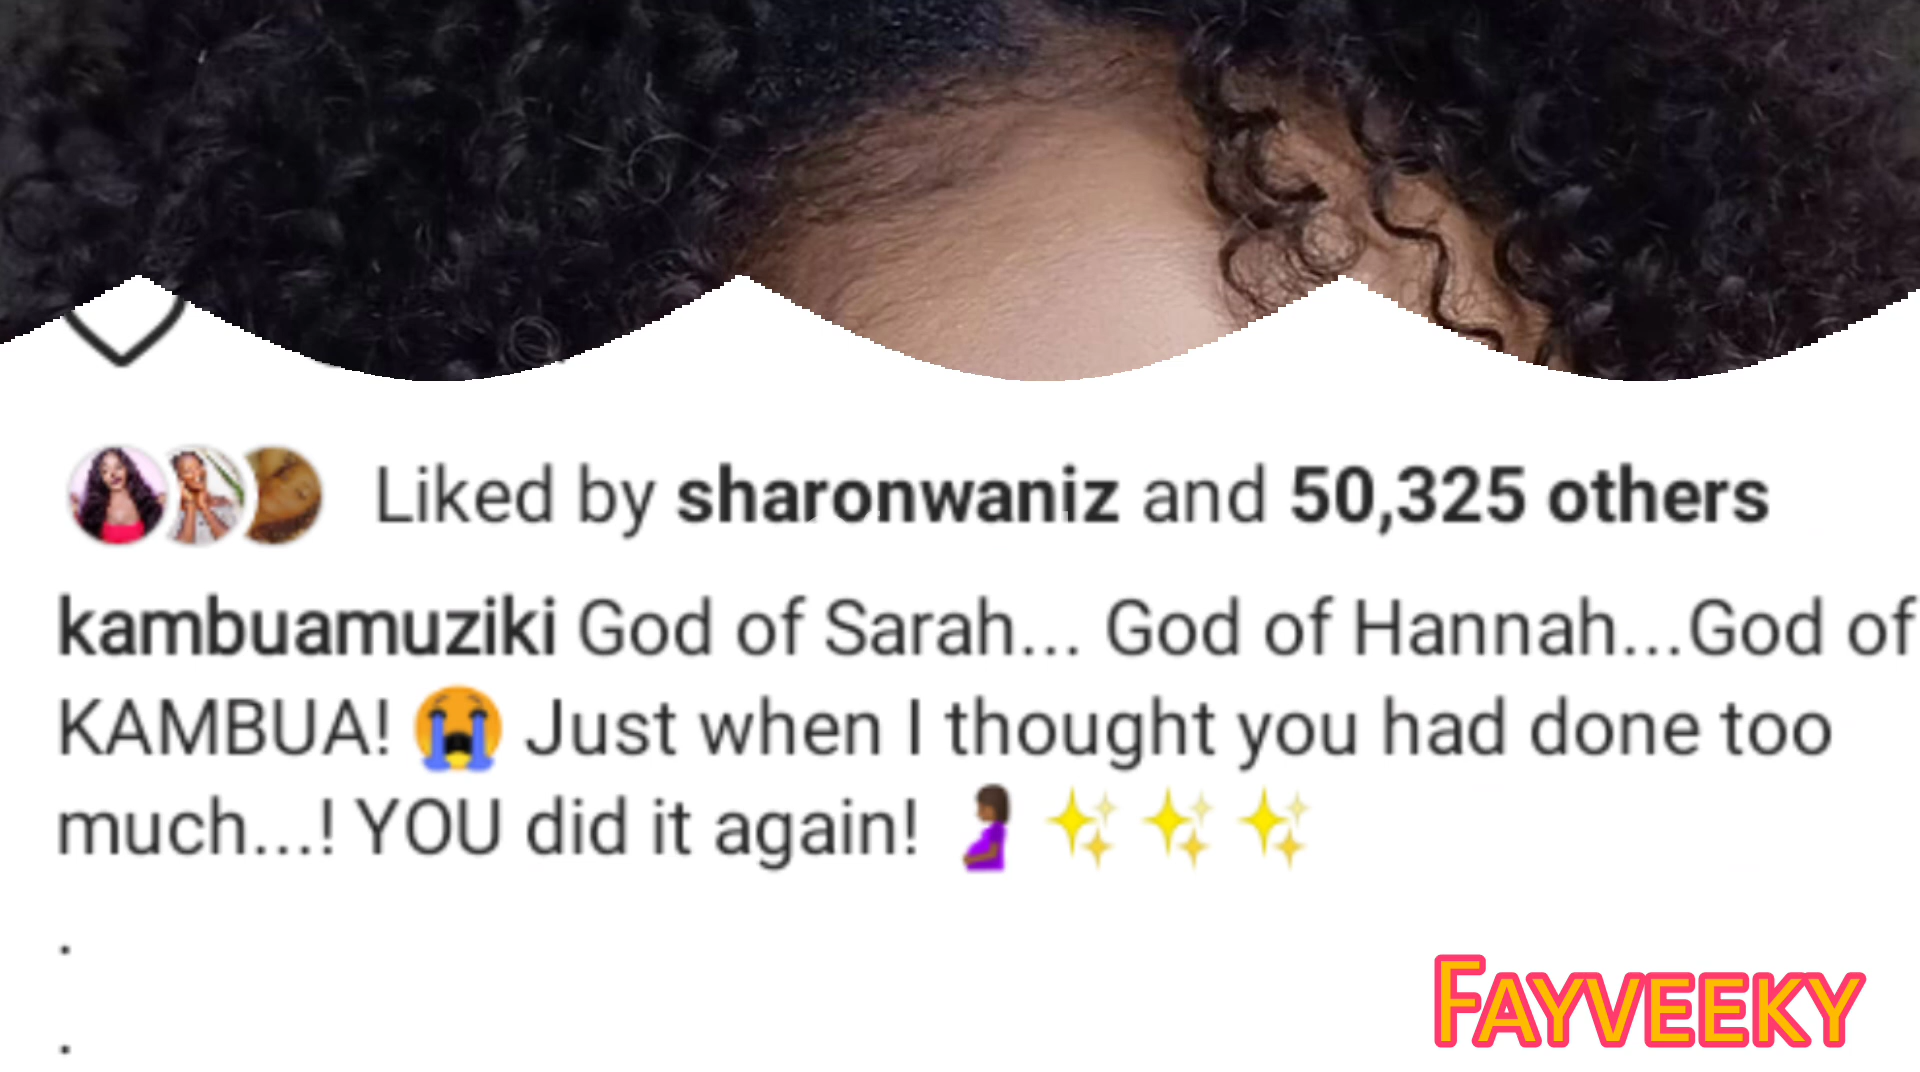 Liked by sharonwaniz and 50,325 others
kambuamuziki God of Sarah... God of Hannah...God of
KAMBUA! 😭 Just when I thought you had done too
much...! YOU did it again! 🤰🏾✨✨✨
.
.
FAYVEEKY